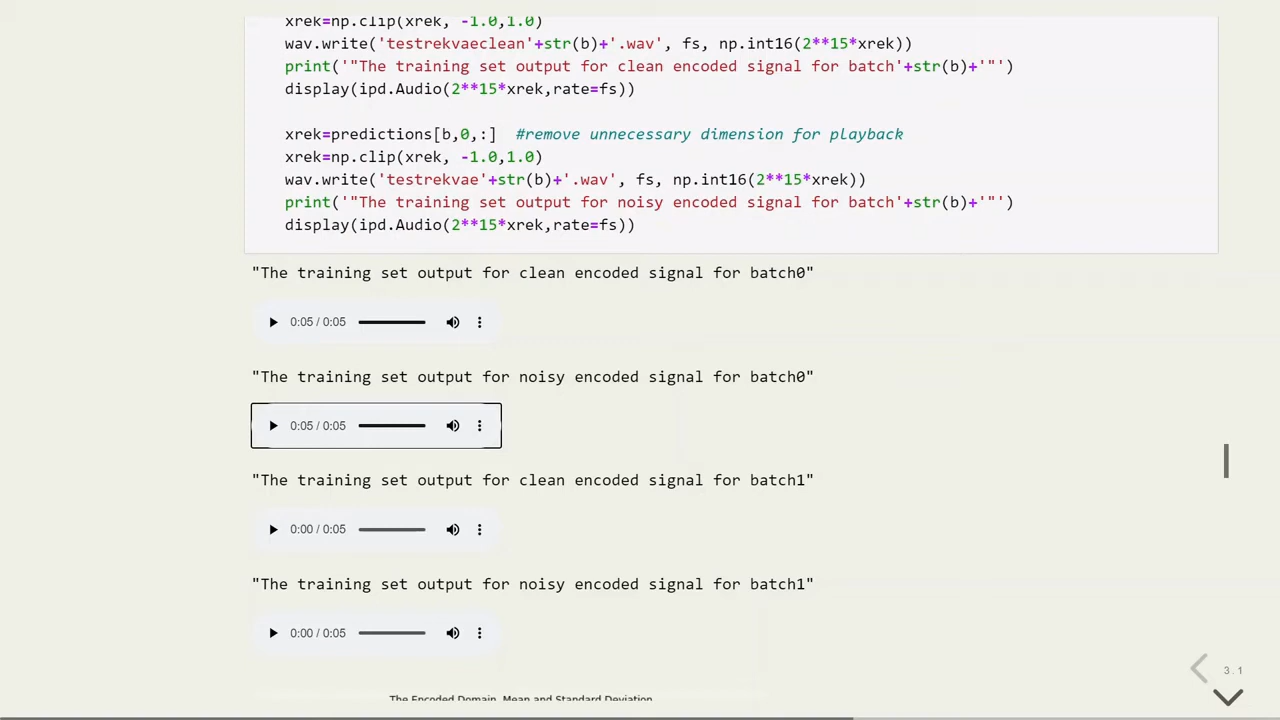 xrek=np.clip(xrek, -1.0,1.0)
wav.write('testrekvaeclean'+str(b)+'.wav', fs, np.int16(2**15*xrek))
print('"The training set output for clean encoded signal for batch'+str(b)+'"')
display(ipd.Audio(2**15*xrek,rate=fs))
xrek=predictions[b,0,:]  #remove unnecessary dimension for playback
xrek=np.clip(xrek, -1.0,1.0)
wav.write('testrekvae'+str(b)+'.wav', fs, np.int16(2**15*xrek))
print('"The training set output for noisy encoded signal for batch'+str(b)+'"')
display(ipd.Audio(2**15*xrek,rate=fs))
"The training set output for clean encoded signal for batch0"
0:05 / 0:05
"The training set output for noisy encoded signal for batch0"
0:05 / 0:05
"The training set output for clean encoded signal for batch1"
0:00 / 0:05
"The training set output for noisy encoded signal for batch1"
0:00 / 0:05
3.1
The Encoded Domain, Mean and Standard Deviation